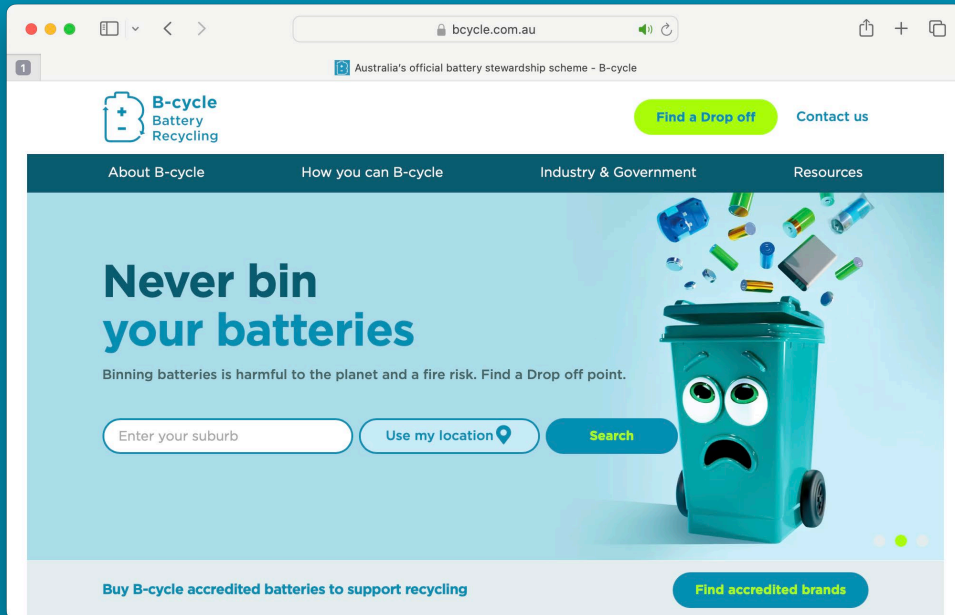 bcycle.com.au
1
Australia's official battery stewardship scheme - B-cycle
B-cycle
Battery
Recycling
Find a Drop off
Contact us
About B-cycle
How you can B-cycle
Industry & Government
Resources
Never bin
your batteries
Binning batteries is harmful to the planet and a fire risk. Find a Drop off point.
Enter your suburb
Use my location
Search
Buy B-cycle accredited batteries to support recycling
Find accredited brands